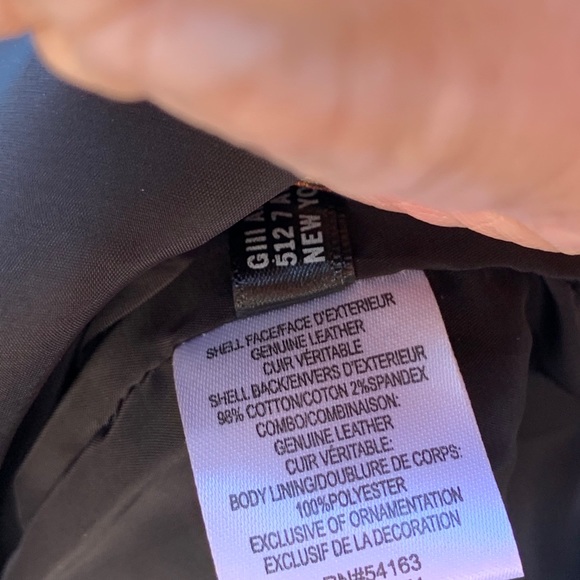 GIII A
512 7 A
NEW YO
SHELL FACE/FACE D'EXTERIEUR
GENUINE LEATHER
CUIR VÉRITABLE
SHELL BACK/ENVERS D'EXTERIEUR
98% COTTON/COTON 2%SPANDEX
COMBO/COMBINAISON:
GENUINE LEATHER
CUIR VÉRITABLE:
BODY LINING/DOUBLURE DE CORPS:
100%POLYESTER
EXCLUSIVE OF ORNAMENTATION
EXCLUSIF DE LA DECORATION
RN#54163